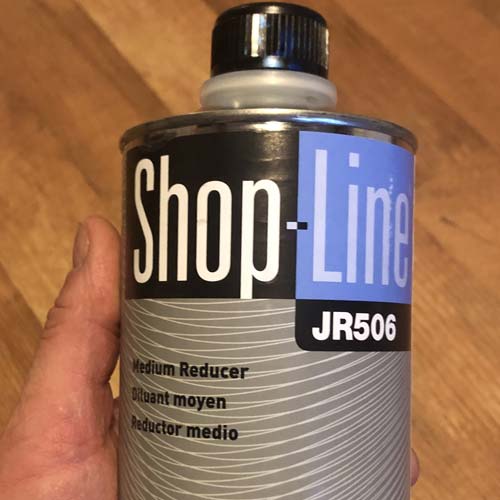 Shop-Line
JR506
Medium Reducer
Diluant moyen
Reductor medio